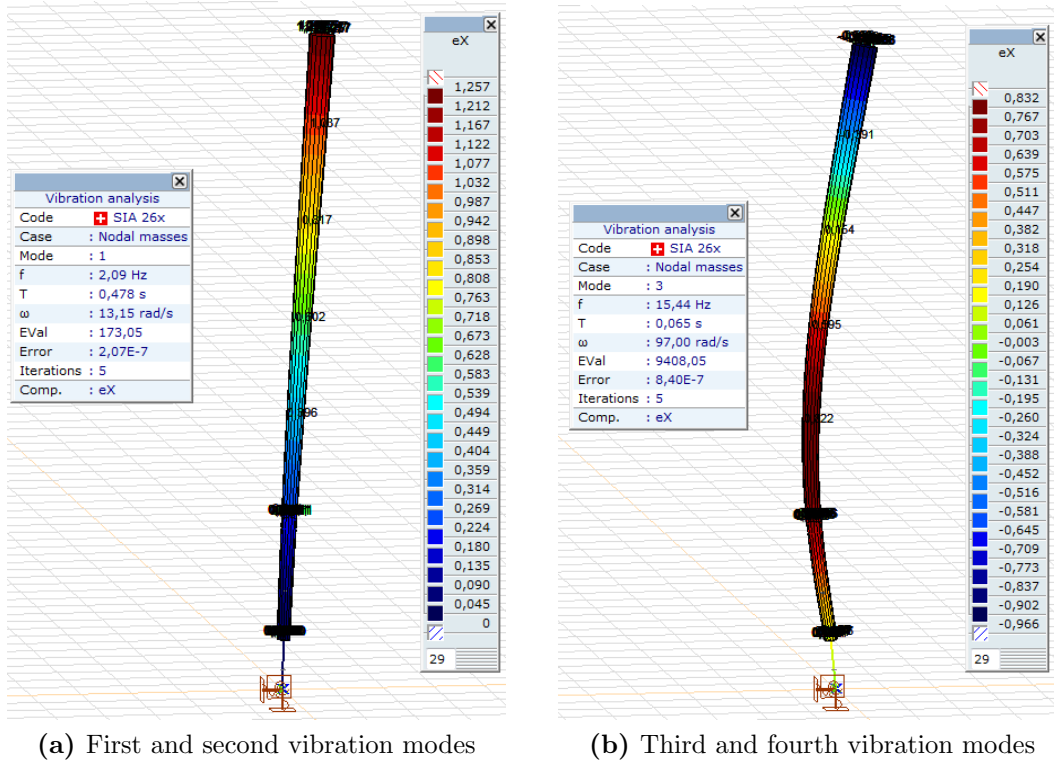 eX
1,257
1,212
1,167
1,122
1,077
1,032
0,987
0,942
0,898
0,853
0,808
0,763
0,718
0,673
0,628
0,583
0,539
0,494
0,449
0,404
0,359
0,314
0,269
0,224
0,180
0,135
0,090
0,045
0
29
Vibration analysis
Code SIA 26x
Case : Nodal masses
Mode : 1
f : 2,09 Hz
T : 0,478 s
ω : 13,15 rad/s
EVal : 173,05
Error : 2,07E-7
Iterations : 5
Comp. : eX
(a) First and second vibration modes
eX
0,832
0,767
0,703
0,639
0,575
0,511
0,447
0,382
0,318
0,254
0,190
0,126
0,061
-0,003
-0,067
-0,131
-0,195
-0,260
-0,324
-0,388
-0,452
-0,516
-0,581
-0,645
-0,709
-0,773
-0,837
-0,902
-0,966
29
Vibration analysis
Code SIA 26x
Case : Nodal masses
Mode : 3
f : 15,44 Hz
T : 0,065 s
ω : 97,00 rad/s
EVal : 9408,05
Error : 8,40E-7
Iterations : 5
Comp. : eX
(b) Third and fourth vibration modes